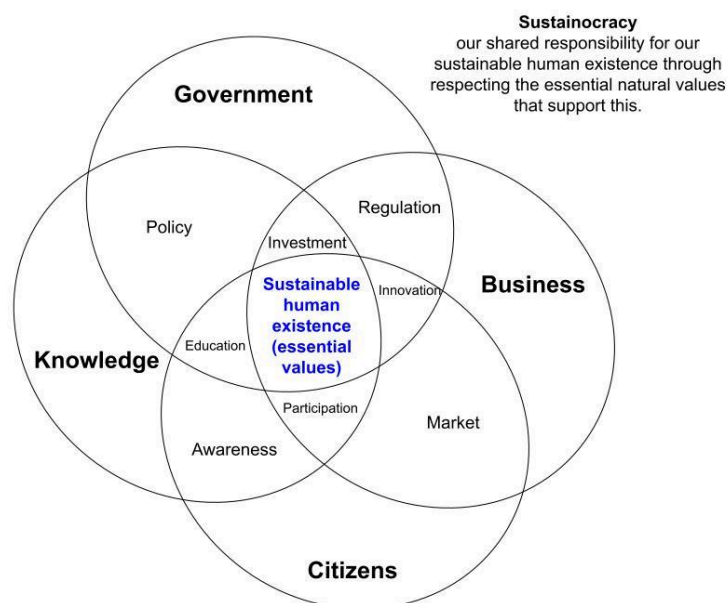 Sustainocracy
our shared responsibility for our
sustainable human existence through
respecting the essential natural values
that support this.
Government
Regulation
Policy
Investment
Business
Sustainable
human
existence
(essential
values)
Innovation
Education
Knowledge
Participation
Market
Awareness
Citizens